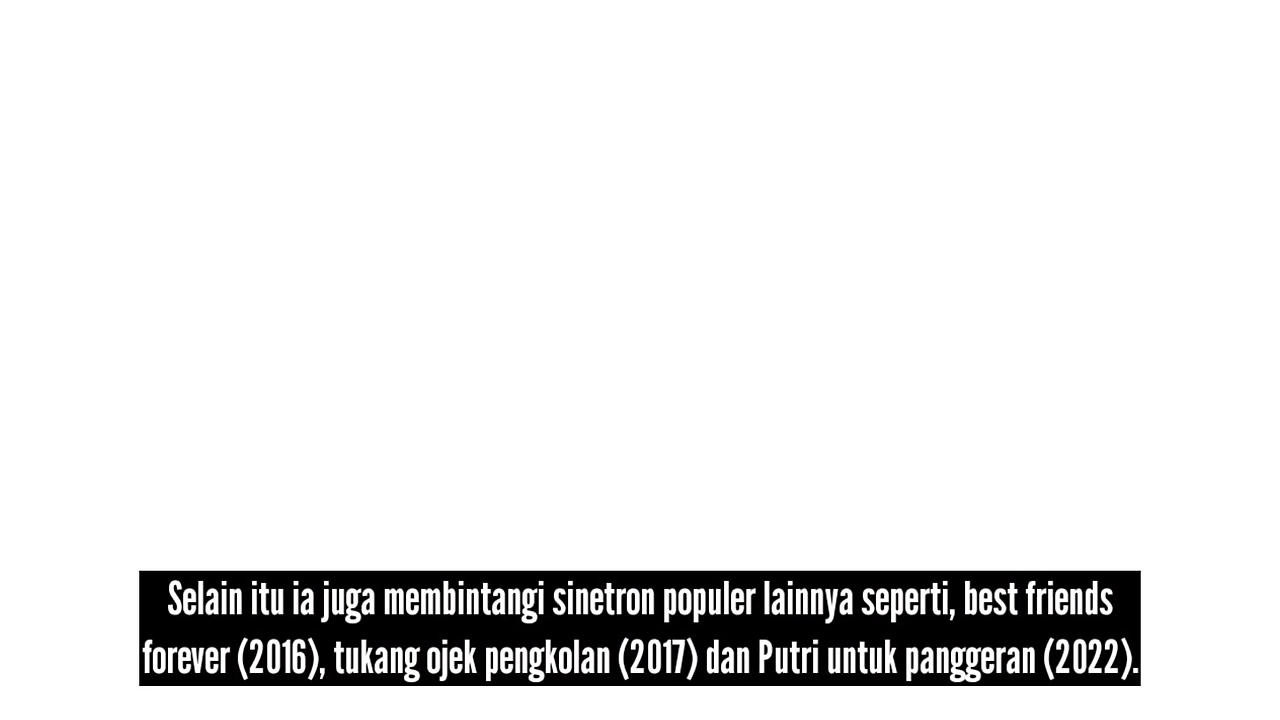 Selain itu ia juga membintangi sinetron populer lainnya seperti, best friends
forever (2016), tukang ojek pengkolan (2017) dan Putri untuk panggeran (2022).